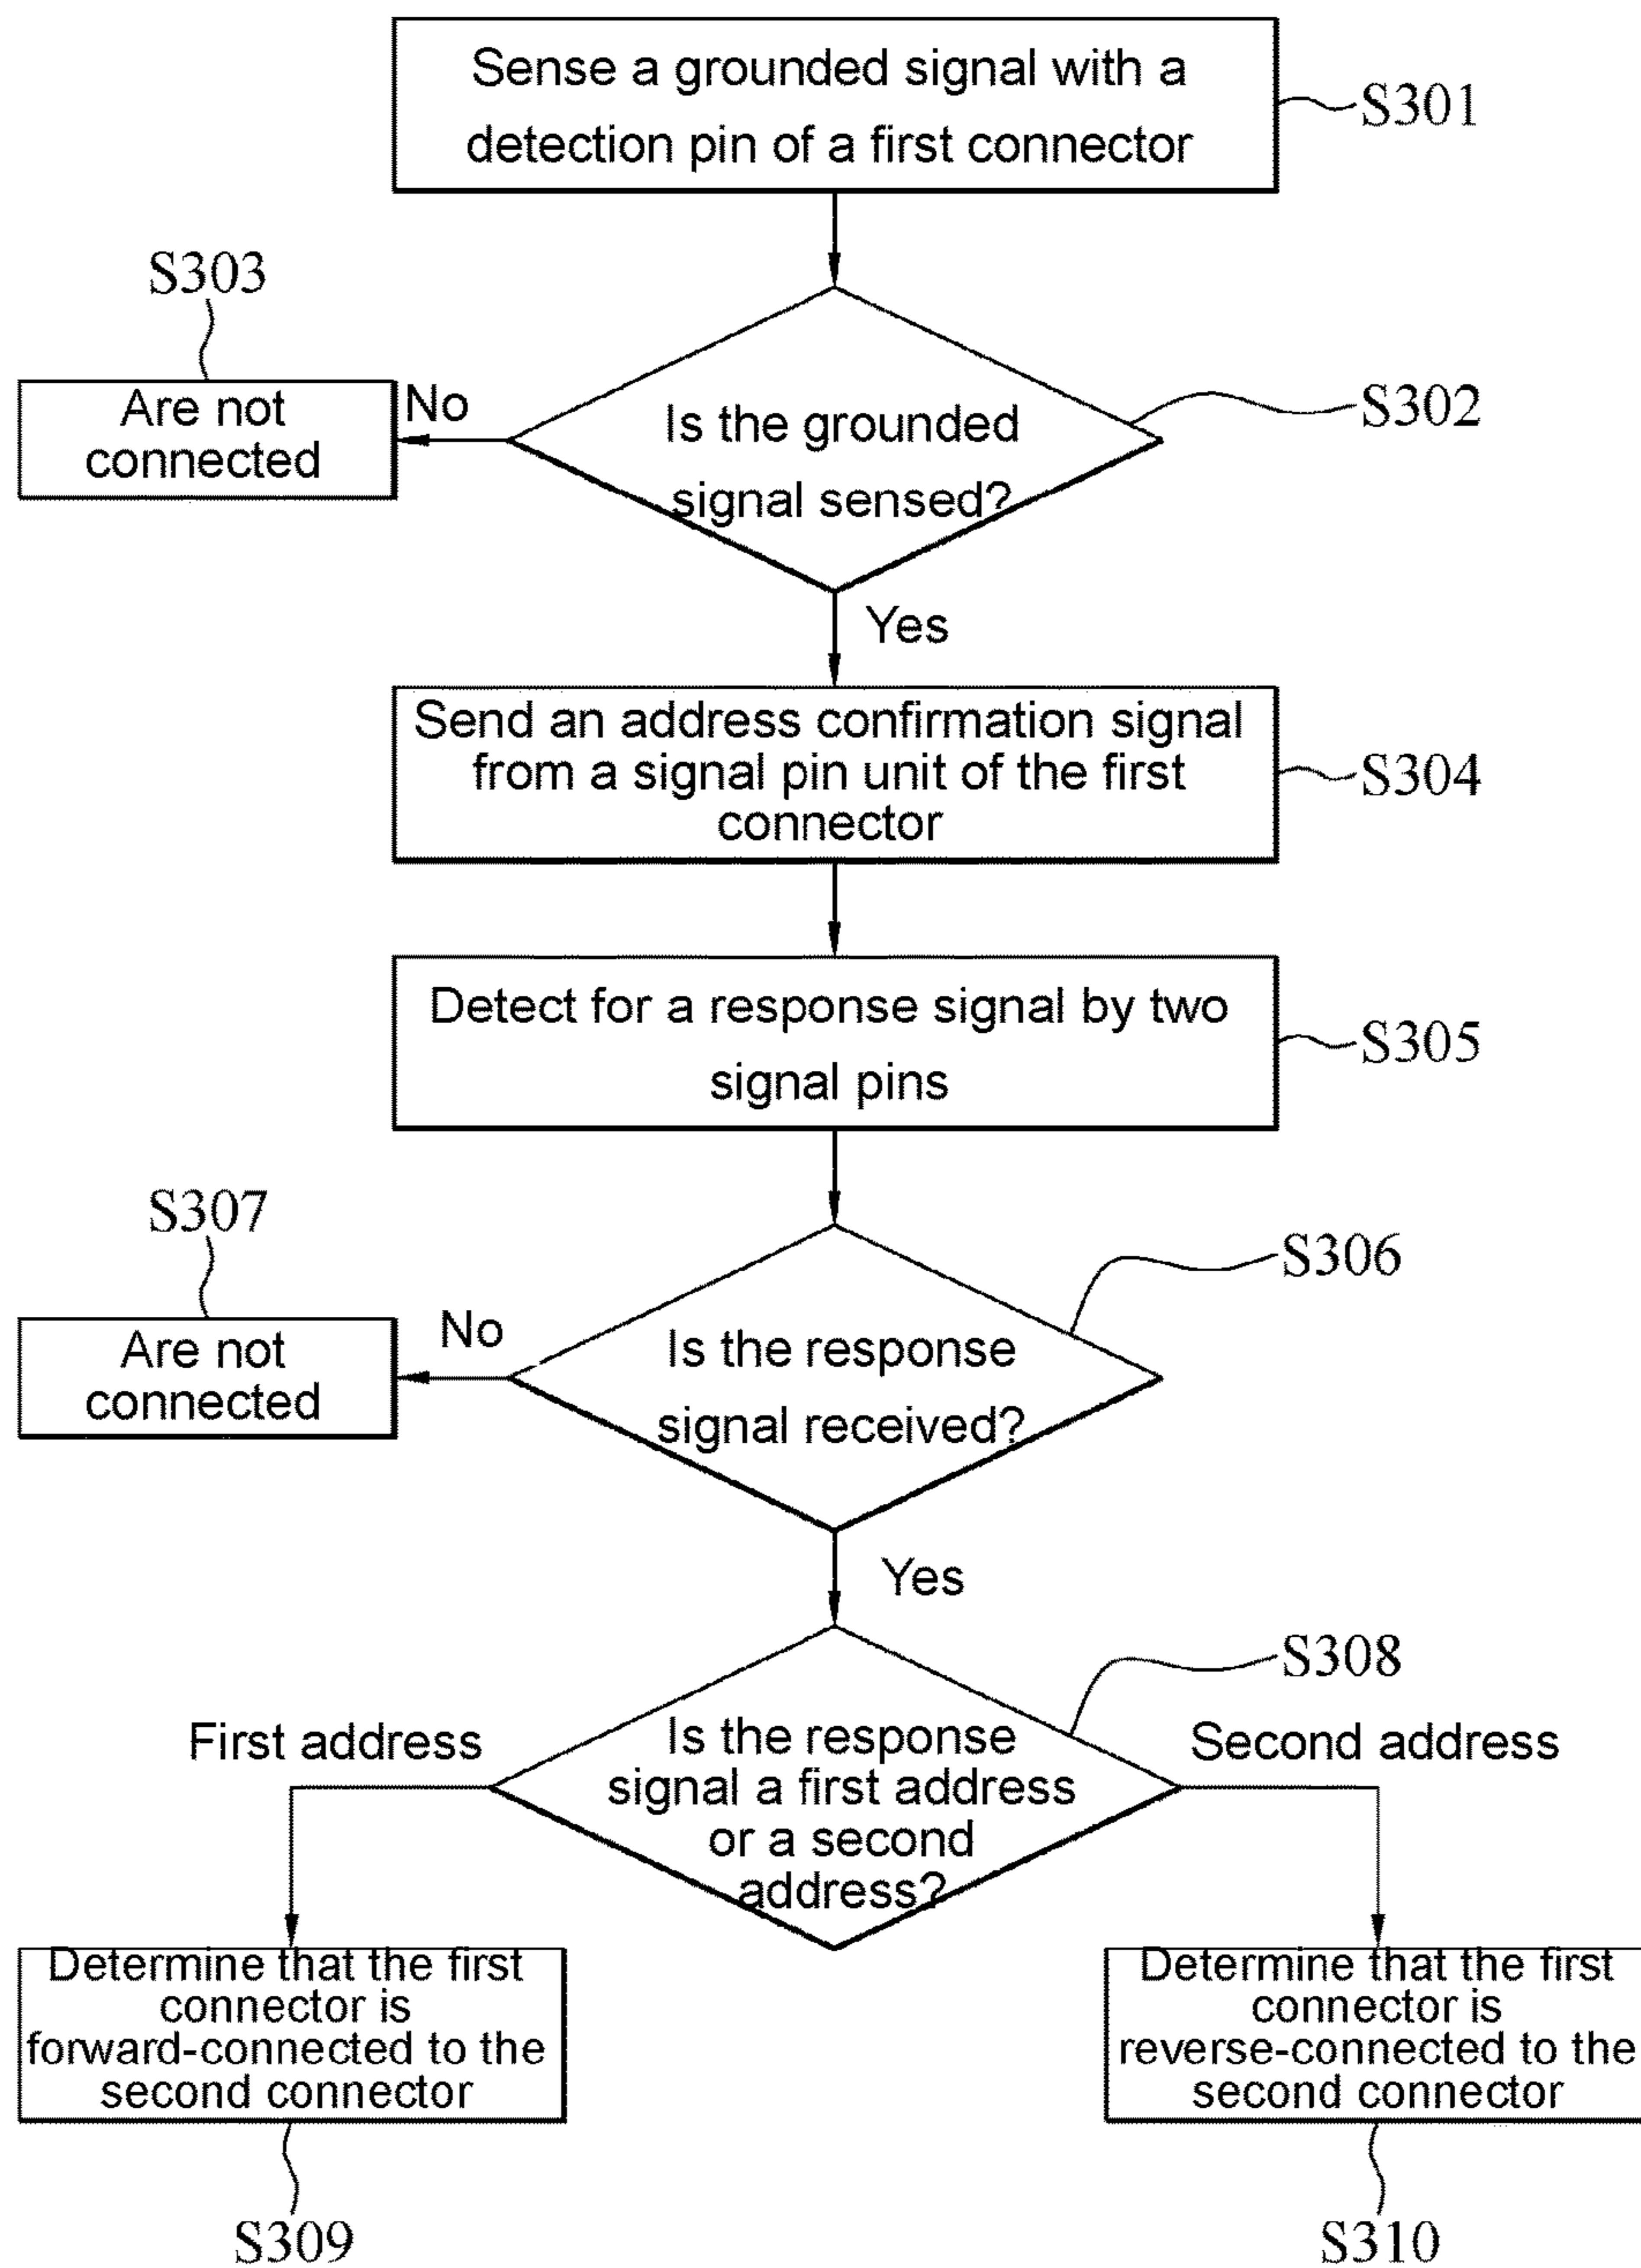 Sense a grounded signal with a
detection pin of a first connector
S301
S303
Are not
connected
No
Is the grounded
signal sensed?
S302
Yes
Send an address confirmation signal
from a signal pin unit of the first
connector
S304
Detect for a response signal by two
signal pins
S305
S307
Are not
connected
No
Is the response
signal received?
S306
Yes
S308
First address
Is the response
signal a first address
or a second
address?
Second address
Determine that the first
connector is
forward-connected to the
second connector
S309
Determine that the first
connector is
reverse-connected to the
second connector
S310